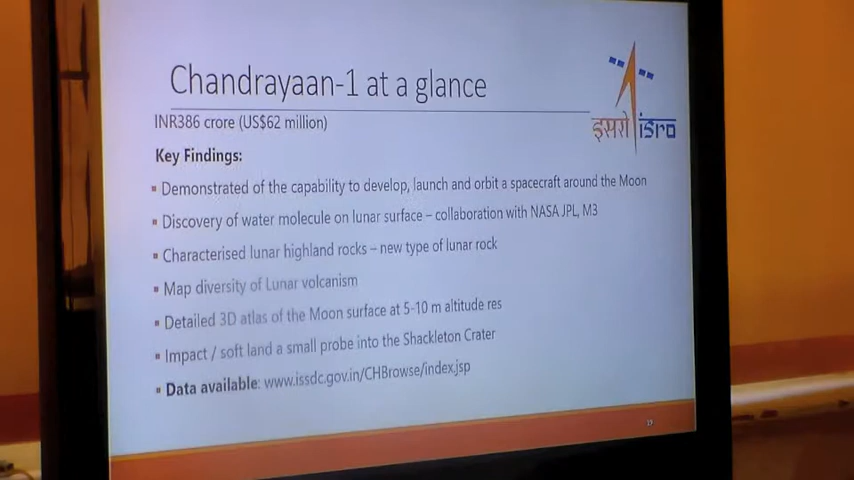 Chandrayaan-1 at a glance
इसरो isro
INR386 crore (US$62 million)
Key Findings:
▪ Demonstrated of the capability to develop, launch and orbit a spacecraft around the Moon
▪ Discovery of water molecule on lunar surface – collaboration with NASA JPL, M3
▪ Characterised lunar highland rocks – new type of lunar rock
▪ Map diversity of Lunar volcanism
▪ Detailed 3D atlas of the Moon surface at 5-10 m altitude res
▪ Impact / soft land a small probe into the Shackleton Crater
▪ Data available: www.issdc.gov.in/CHBrowse/index.jsp